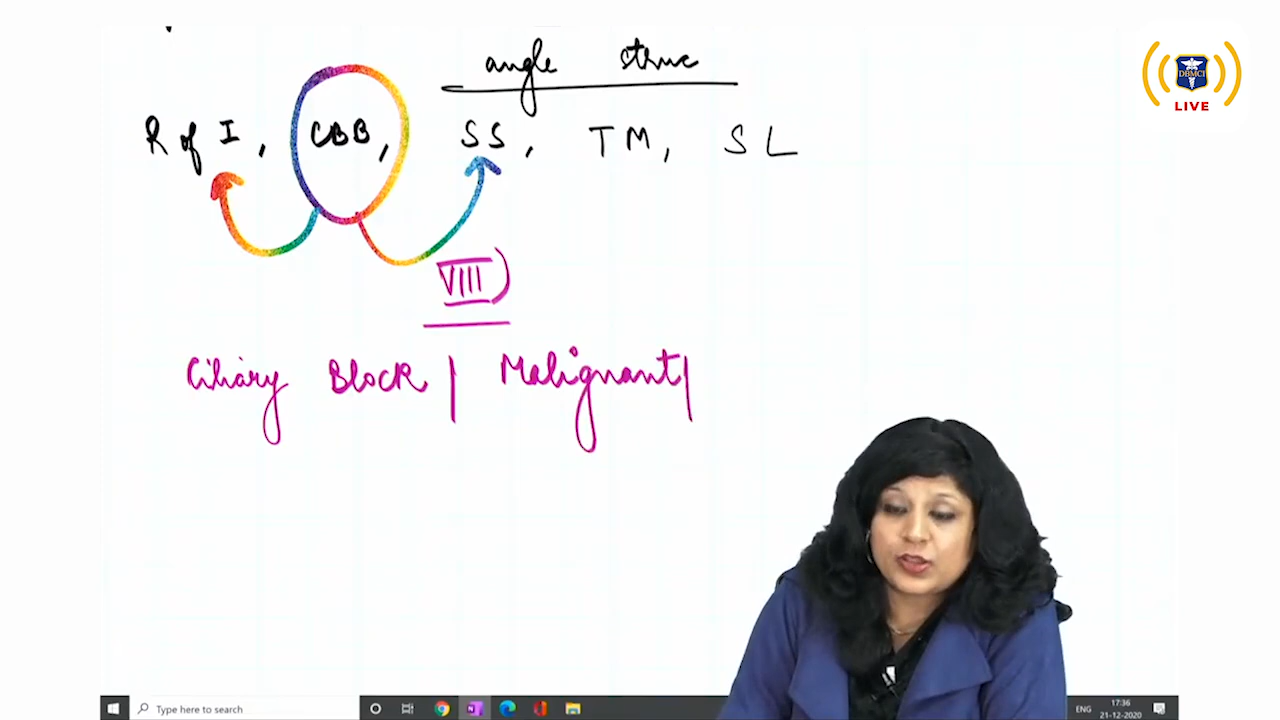 angle struc
R of I, CBB, SS, TM, SL
VIII)
Ciliary Block | Malignant |
DBMCI
LIVE
Type here to search
ENG
17:36
21-12-2020